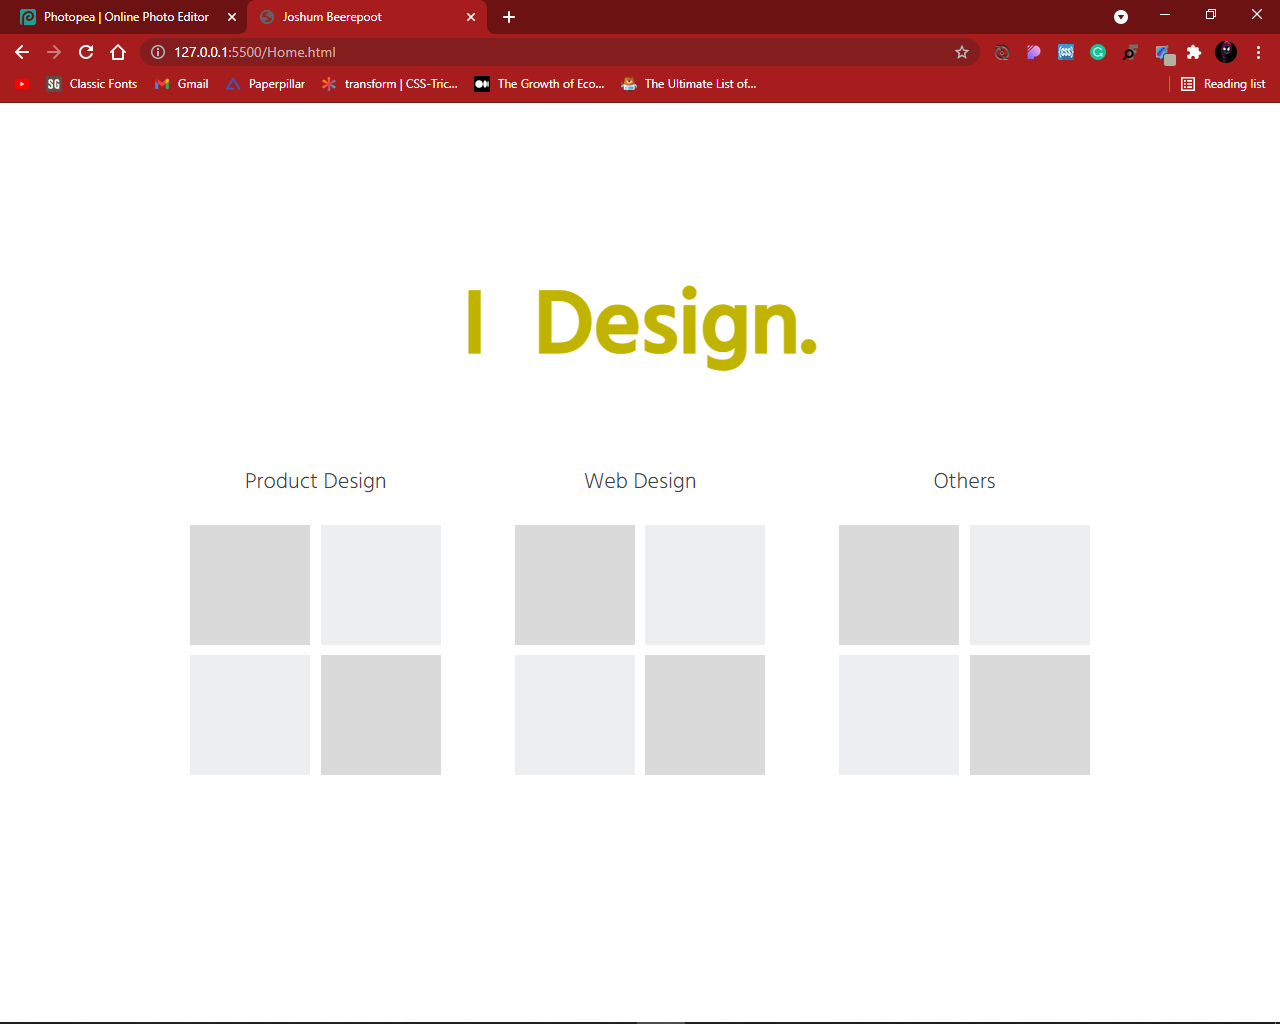 Photopea | Online Photo Editor
Joshum Beerepoot
127.0.0.1:5500/Home.html
SG Classic Fonts
Gmail
Paperpillar
transform | CSS-Tric...
The Growth of Eco...
The Ultimate List of...
Reading list
I Design.
Product Design
Web Design
Others